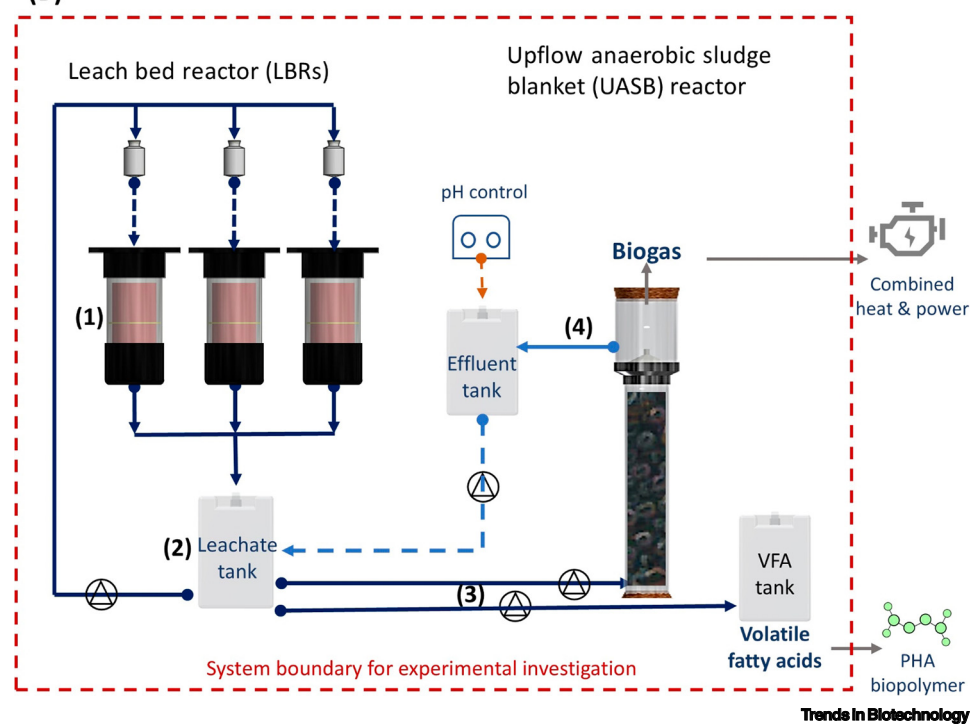 Leach bed reactor (LBRs)
Upflow anaerobic sludge
blanket (UASB) reactor
pH control
Biogas
Combined
heat & power
(1)
(4)
Effluent
tank
(2)
Leachate
tank
(3)
VFA
tank
Volatile
fatty acids
PHA
biopolymer
System boundary for experimental investigation
Trends in Biotechnology